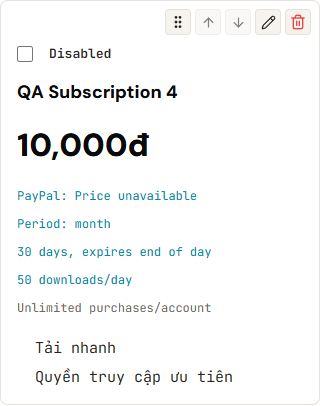 Disabled
QA Subscription 4
10,000đ
PayPal: Price unavailable
Period: month
30 days, expires end of day
50 downloads/day
Unlimited purchases/account
Tải nhanh
Quyền truy cập ưu tiên